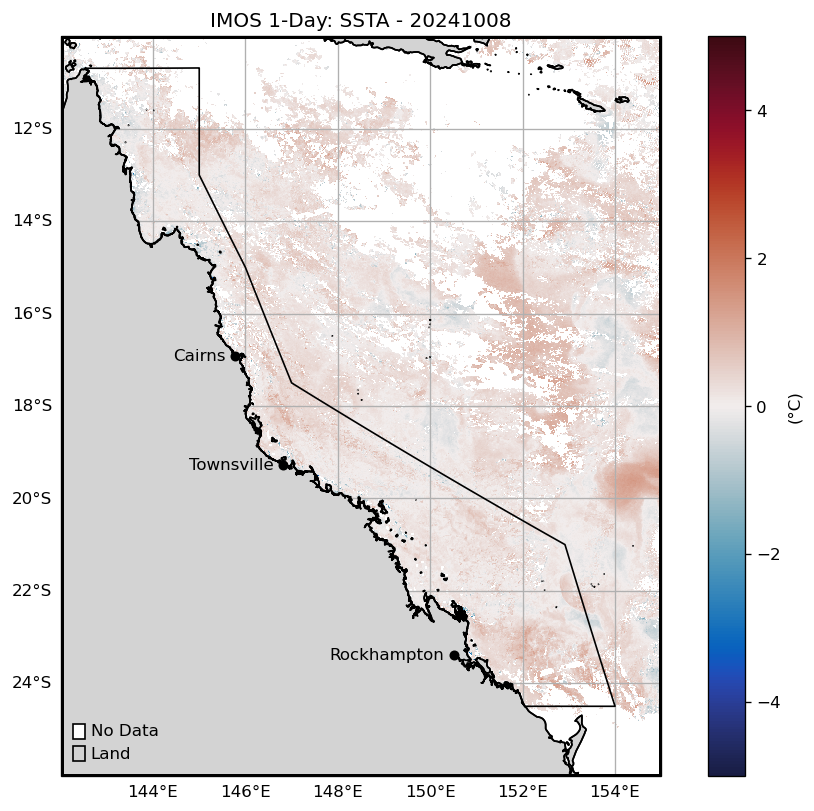 IMOS 1-Day: SSTA - 20241008
12°S
14°S
16°S
18°S
20°S
22°S
24°S
Cairns
Townsville
Rockhampton
No Data
Land
144°E
146°E
148°E
150°E
152°E
154°E
4
2
0
−2
−4
(°C)